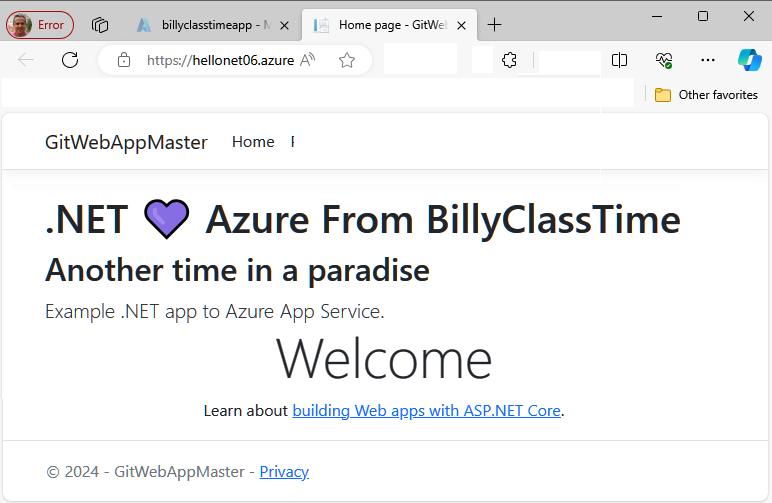 Error
billyclasstimeapp - M
Home page - GitWeb
https://hellonet06.azure
Other favorites
GitWebAppMaster Home
.NET 💜 Azure From BillyClassTime
Another time in a paradise
Example .NET app to Azure App Service.
Welcome
Learn about building Web apps with ASP.NET Core.
© 2024 - GitWebAppMaster - Privacy